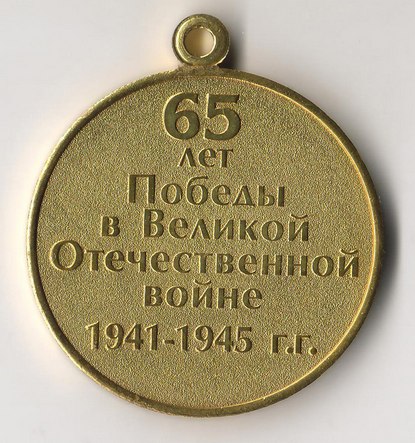 65
лет
Победы
в Великой
Отечественной
войне
1941-1945 г.г.